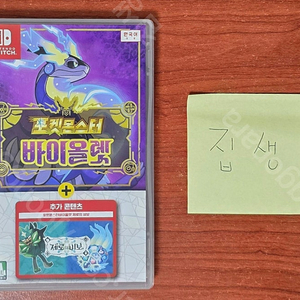 한국어
SWITCH
포켓몬스터
바이올렛
+
추가 콘텐츠
제로의 비보
집 생